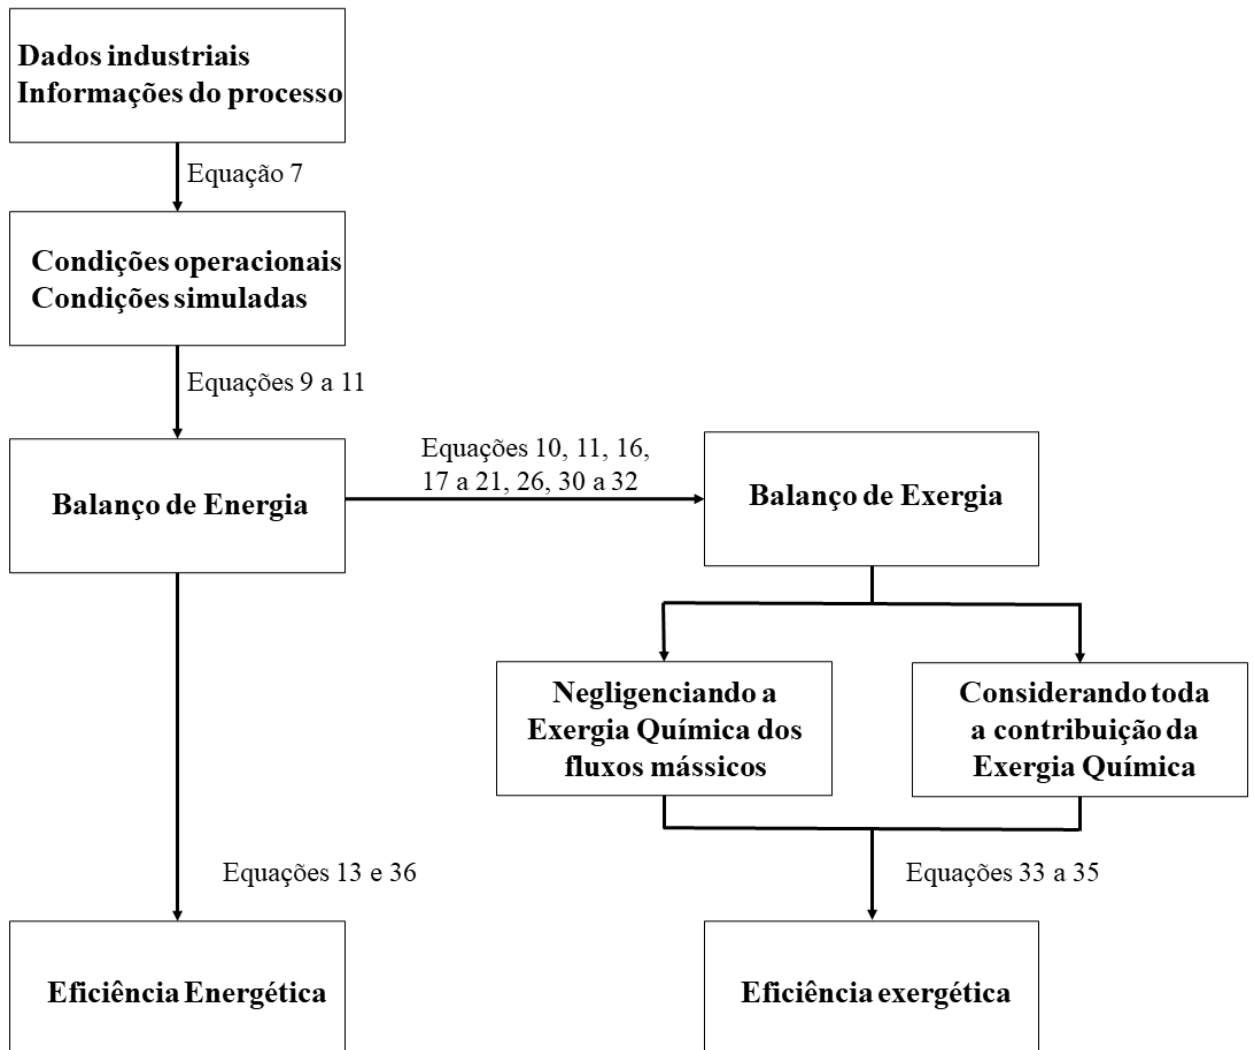 Dados industriais
Informações do processo
Equação 7
Condições operacionais
Condições simuladas
Equações 9 a 11
Balanço de Energia
Equações 10, 11, 16,
17 a 21, 26, 30 a 32
Balanço de Exergia
Negligenciando a
Exergia Química dos
fluxos mássicos
Considerando toda
a contribuição da
Exergia Química
Equações 13 e 36
Equações 33 a 35
Eficiência Energética
Eficiência exergética